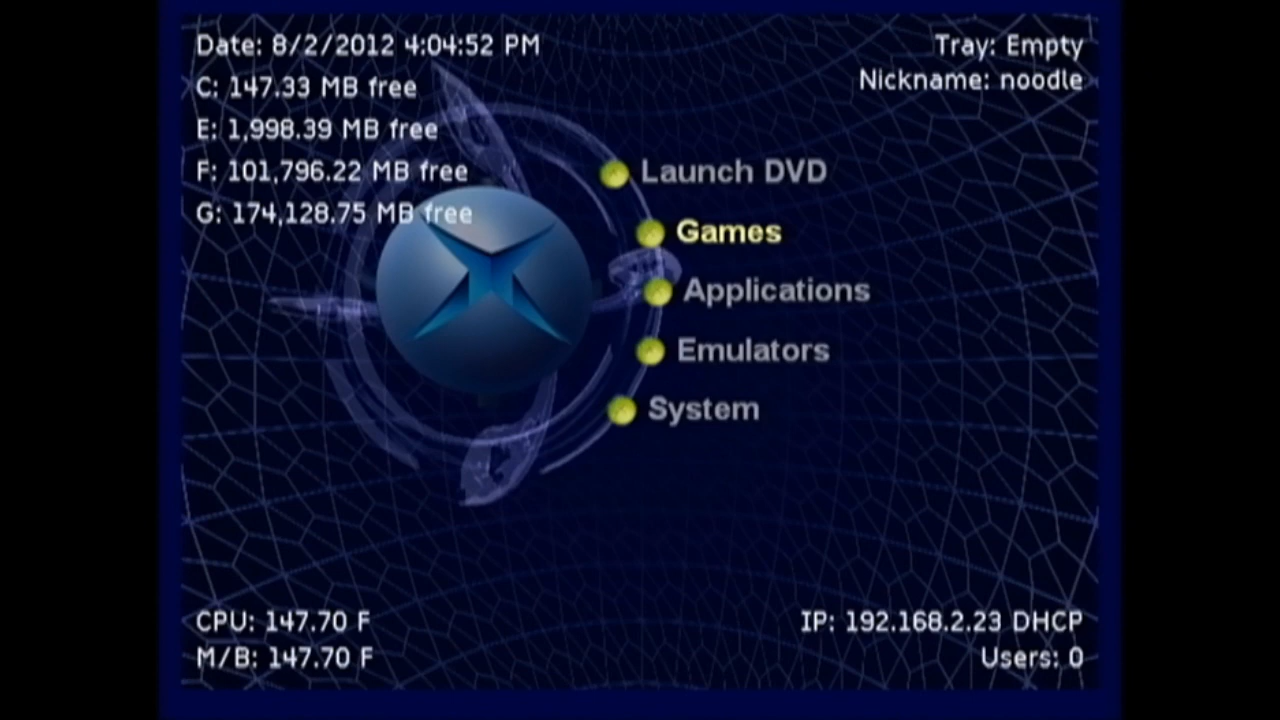 Date: 8/2/2012 4:04:52 PM
Tray: Empty
C: 147.33 MB free
Nickname: noodle
E: 1,998.39 MB free
F: 101,796.22 MB free
G: 174,128.75 MB free
Launch DVD
Games
Applications
Emulators
System
CPU: 147.70 F
IP: 192.168.2.23 DHCP
M/B: 147.70 F
Users: 0